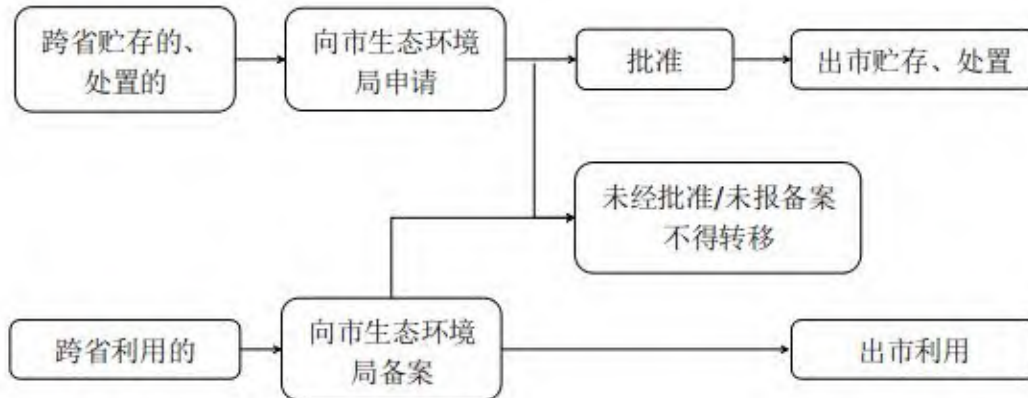 跨省贮存的、
处置的
向市生态环境
局申请
批准
出市贮存、处置
未经批准/未报备案
不得转移
跨省利用的
向市生态环境
局备案
出市利用